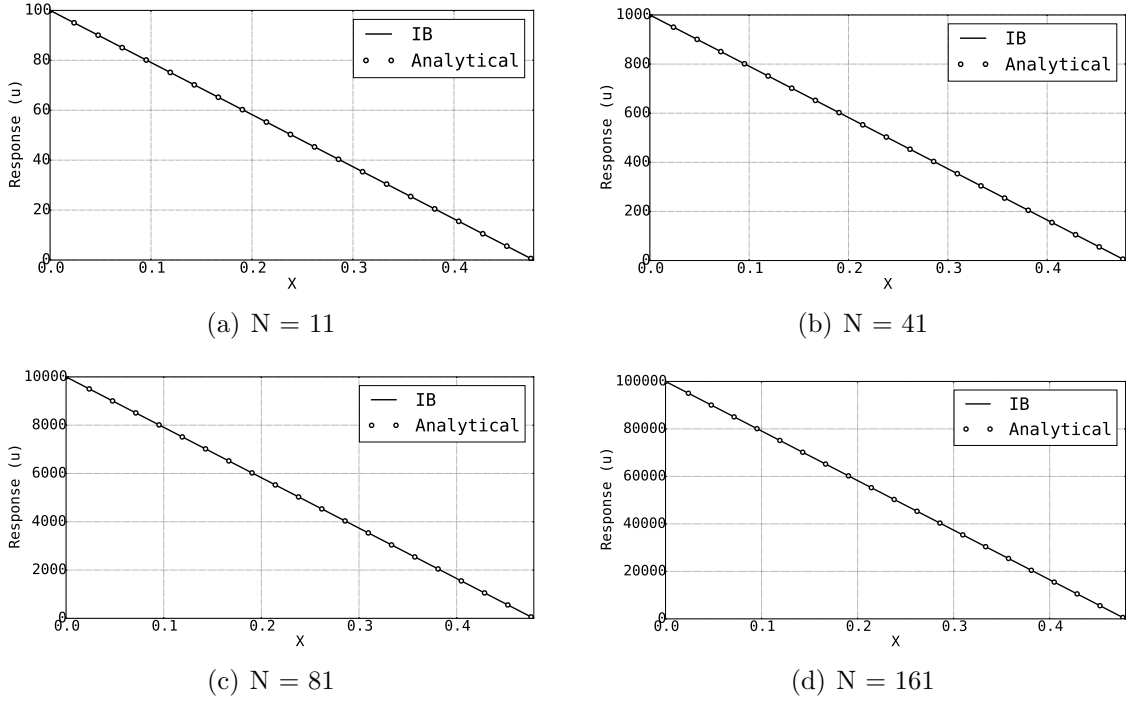 100
80
60
40
20
0
Response (u)
0.0 0.1 0.2 0.3 0.4
X
IB
Analytical
(a) N = 11
1000
800
600
400
200
0
Response (u)
0.0 0.1 0.2 0.3 0.4
X
IB
Analytical
(b) N = 41
10000
8000
6000
4000
2000
0
Response (u)
0.0 0.1 0.2 0.3 0.4
X
IB
Analytical
(c) N = 81
100000
80000
60000
40000
20000
0
Response (u)
0.0 0.1 0.2 0.3 0.4
X
IB
Analytical
(d) N = 161